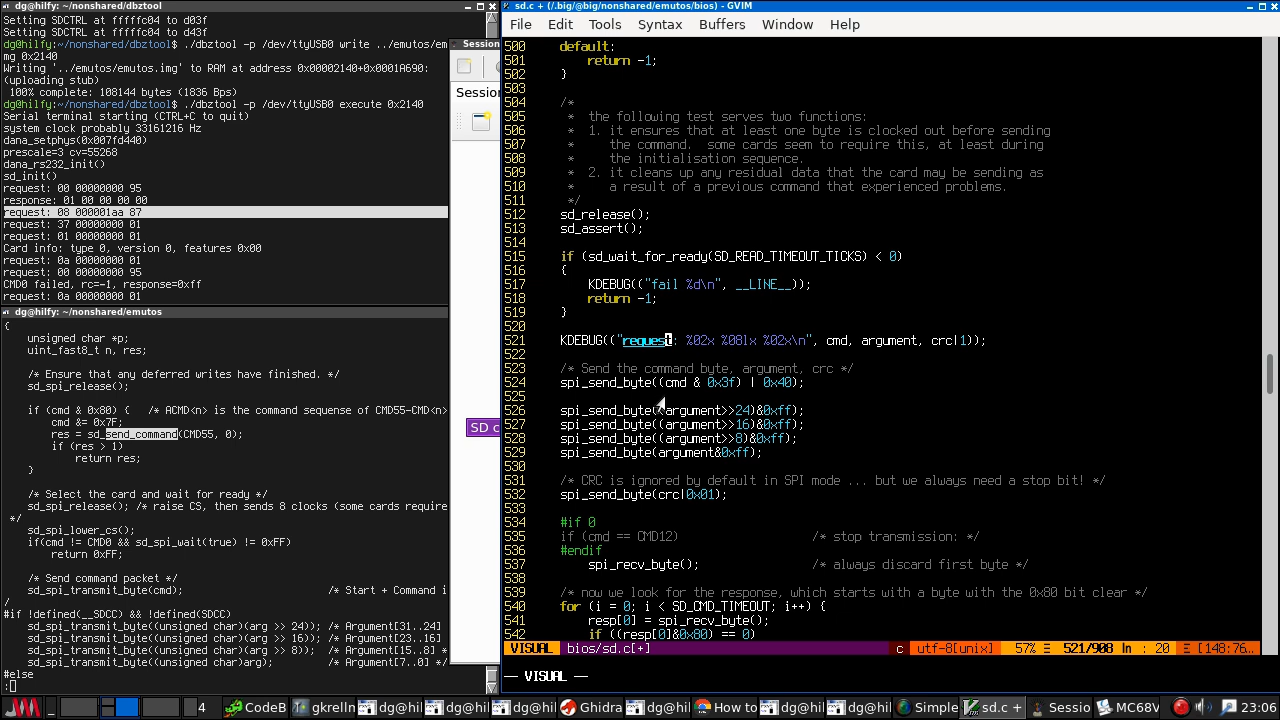 dg@hilfy: ~/nonshared/dbztool
Setting SDCTRL at fffffc04 to d03f
Setting SDCTRL at fffffc04 to d43f
dg@hilfy:~/nonshared/dbztool$ ./dbztool -p /dev/ttyUSB0 write ../emutos/em
mg 0x2140
Writing '../emutos/emutos.img' to RAM at address 0x00002140+0x0001A690:
(uploading stub)
100% complete: 108144 bytes (1836 Bps)
dg@hilfy:~/nonshared/dbztool$ ./dbztool -p /dev/ttyUSB0 execute 0x2140
Serial terminal starting (CTRL+C to quit)
system clock probably 33161216 Hz
dana_setphys(0x007fd440)
prescale=3 cv=55268
dana_rs232_init()
sd_init()
request: 00 00000000 95
response: 01 00 00 00 00
request: 08 000001aa 87
request: 37 00000000 01
request: 01 00000000 01
Card info: type 0, version 0, features 0x00
request: 0a 00000000 01
request: 00 00000000 95
CMD0 failed, rc=-1, response=0xff
request: 0a 00000000 01
dg@hilfy: ~/nonshared/emutos
{
unsigned char *p;
uint_fast8_t n, res;
/* Ensure that any deferred writes have finished. */
sd_spi_release();
if (cmd & 0x80) {   /* ACMD<n> is the command sequense of CMD55-CMD<n>
cmd &= 0x7F;
res = sd_send_command(CMD55, 0);
if (res > 1)
return res;
}
/* Select the card and wait for ready */
sd_spi_release(); /* raise CS, then sends 8 clocks (some cards require
*/
sd_spi_lower_cs();
if(cmd != CMD0 && sd_spi_wait(true) != 0xFF)
return 0xFF;
/* Send command packet */
sd_spi_transmit_byte(cmd);                     /* Start + Command i
/
#if !defined(__SDCC) && !defined(SDCC)
sd_spi_transmit_byte((unsigned char)(arg >> 24)); /* Argument[31..24]
sd_spi_transmit_byte((unsigned char)(arg >> 16)); /* Argument[23..16]
sd_spi_transmit_byte((unsigned char)(arg >> 8));  /* Argument[15..8] *
sd_spi_transmit_byte((unsigned char)(arg >> 0));  /* Argument[7..0] */
#else
:
Session
Session
SD c
sd.c + (/.big/@big/nonshared/emutos/bios) - GVIM
File Edit Tools Syntax Buffers Window Help
500 default:
501 return -1;
502 }
503
504 /*
505 * the following test serves two functions:
506 * 1. it ensures that at least one byte is clocked out before sending
507 * the command.  some cards seem to require this, at least during
508 * the initialisation sequence.
509 * 2. it cleans up any residual data that the card may be sending as
510 * a result of a previous command that experienced problems.
511 */
512 sd_release();
513 sd_assert();
514
515 if (sd_wait_for_ready(SD_READ_TIMEOUT_TICKS) < 0)
516 {
517 KDEBUG(("fail %d\n", __LINE__));
518 return -1;
519 }
520
521 KDEBUG(("request: %02x %08lx %02x\n", cmd, argument, crc|1));
522
523 /* Send the command byte, argument, crc */
524 spi_send_byte((cmd & 0x3f) | 0x40);
525
526 spi_send_byte((argument>>24)&0xff);
527 spi_send_byte((argument>>16)&0xff);
528 spi_send_byte((argument>>8)&0xff);
529 spi_send_byte(argument&0xff);
530
531 /* CRC is ignored by default in SPI mode ... but we always need a stop bit! */
532 spi_send_byte(crc|0x01);
533
534 #if 0
535 if (cmd == CMD12)                   /* stop transmission: */
536 #endif
537 spi_recv_byte();                /* always discard first byte */
538
539 /* now we look for the response, which starts with a byte with the 0x80 bit clear */
540 for (i = 0; i < SD_CMD_TIMEOUT; i++) {
541 resp[0] = spi_recv_byte();
542 if ((resp[0]&0x80) == 0)
VISUAL bios/sd.c[+] c utf-8[unix] 57% Ξ 521/908 ln : 20 Ξ [148:76…
-- VISUAL --
4 CodeB gkrelln dg@hil dg@hil dg@hil Ghidra dg@hil How to dg@hil dg@hil Simple sd.c + Sessio MC68V 23:06